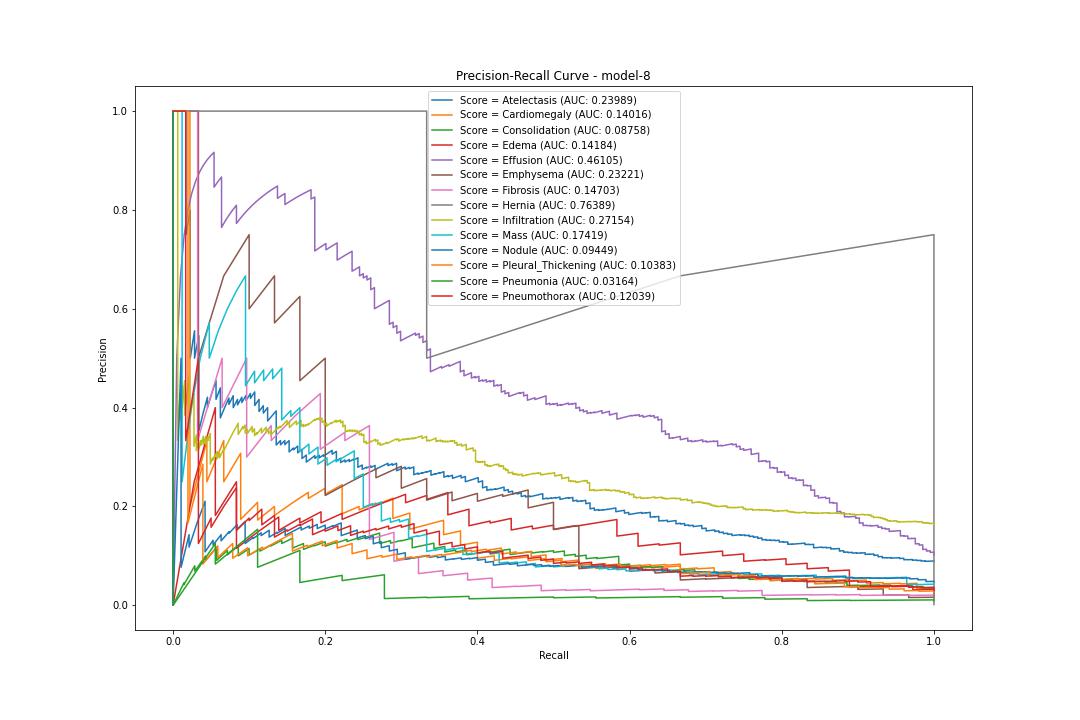 Precision-Recall Curve - model-8
Score = Atelectasis (AUC: 0.23989)
Score = Cardiomegaly (AUC: 0.14016)
Score = Consolidation (AUC: 0.08758)
Score = Edema (AUC: 0.14184)
Score = Effusion (AUC: 0.46105)
Score = Emphysema (AUC: 0.23221)
Score = Fibrosis (AUC: 0.14703)
Score = Hernia (AUC: 0.76389)
Score = Infiltration (AUC: 0.27154)
Score = Mass (AUC: 0.17419)
Score = Nodule (AUC: 0.09449)
Score = Pleural_Thickening (AUC: 0.10383)
Score = Pneumonia (AUC: 0.03164)
Score = Pneumothorax (AUC: 0.12039)
1.0
0.8
0.6
0.4
0.2
0.0
Precision
0.0 0.2 0.4 0.6 0.8 1.0
Recall